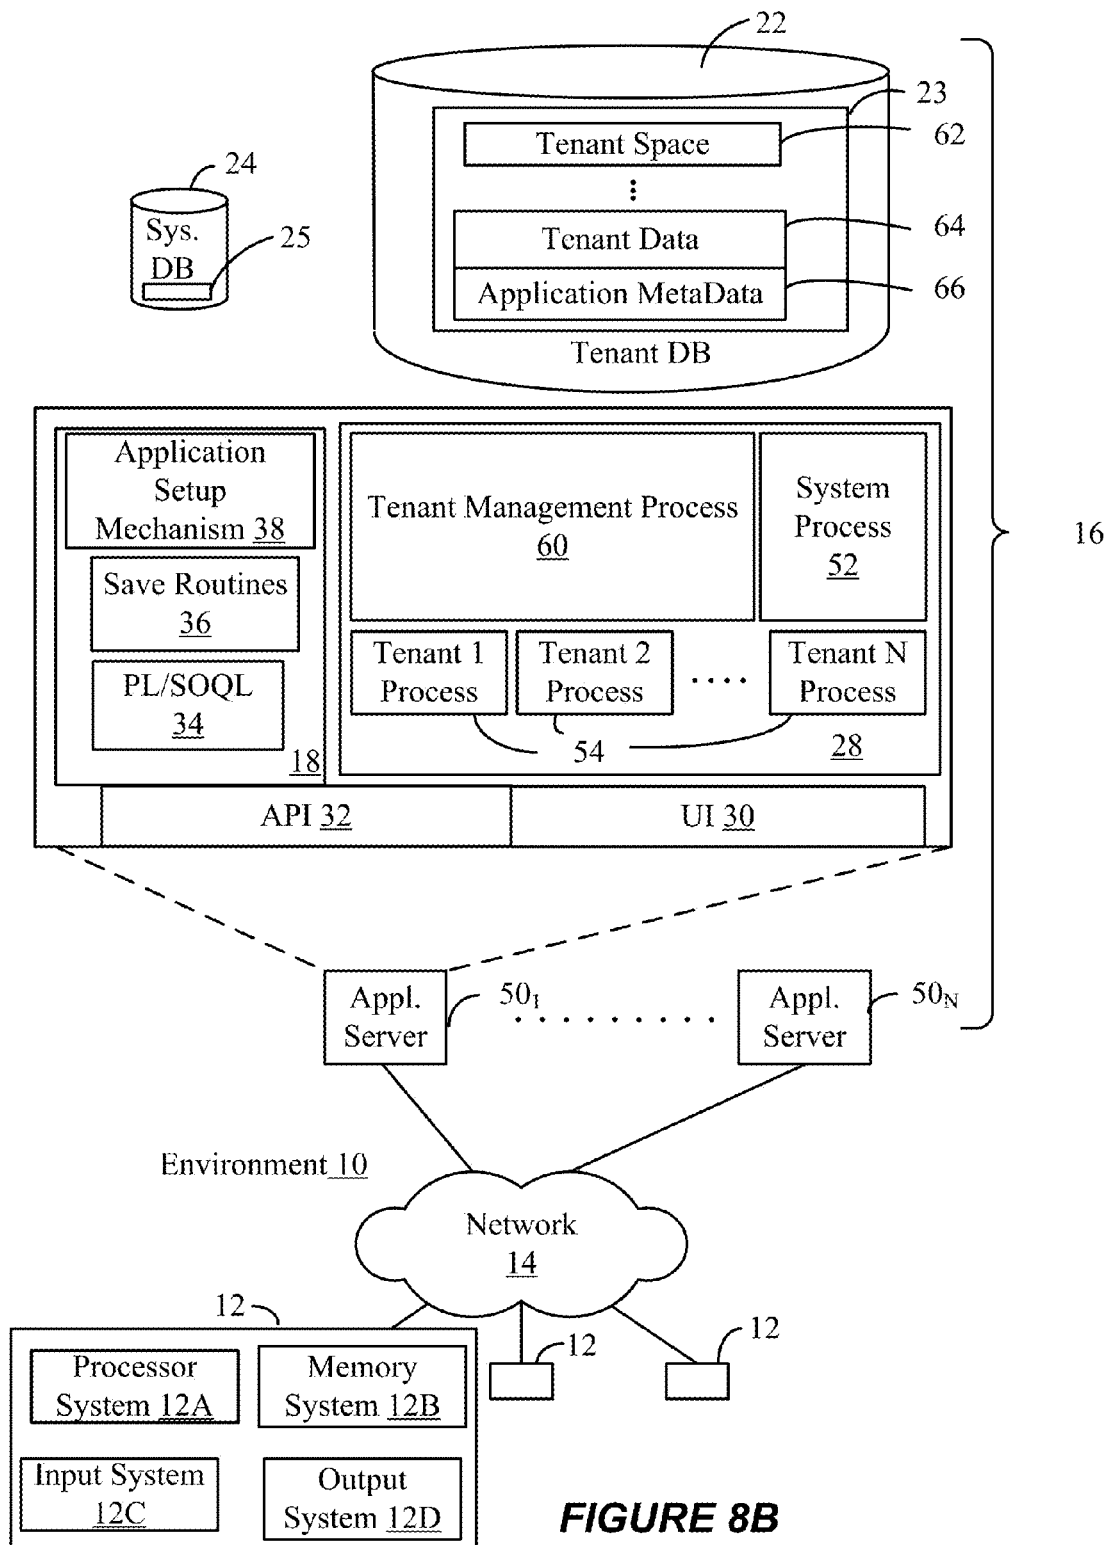 22
23
Tenant Space
62
24
Sys.
DB
25
Tenant Data
64
Application MetaData
66
Tenant DB
16
Application
Setup
Mechanism 38
Save Routines
36
PL/SOQL
34
18
Tenant Management Process
60
System
Process
52
Tenant 1
Process
Tenant 2
Process
Tenant N
Process
54
28
API 32
UI 30
Appl.
Server
501
Appl.
Server
50N
Environment 10
Network
14
12
12
12
Processor
System 12A
Memory
System 12B
Input System
12C
Output
System 12D
FIGURE 8B